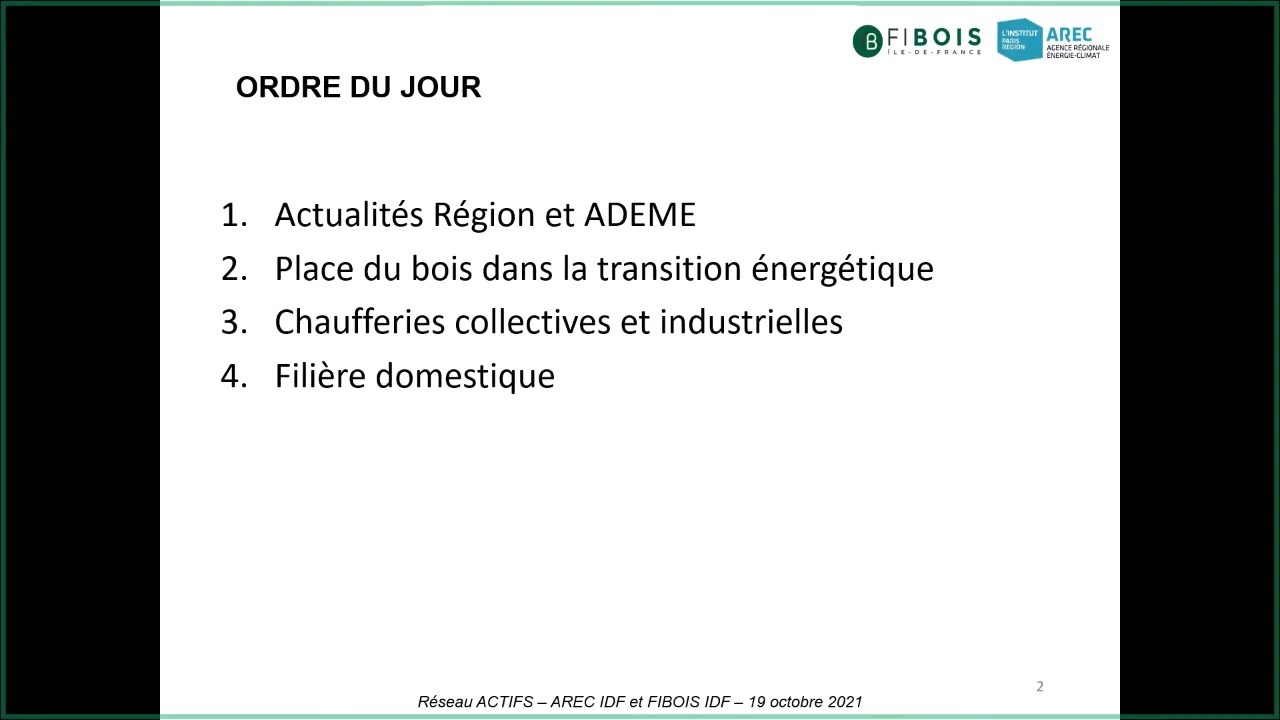 FIBOIS
ÎLE-DE-FRANCE
L'INSTITUT
PARIS
REGION
AREC
AGENCE RÉGIONALE
ÉNERGIE-CLIMAT
ORDRE DU JOUR
1. Actualités Région et ADEME
2. Place du bois dans la transition énergétique
3. Chaufferies collectives et industrielles
4. Filière domestique
2
Réseau ACTIFS – AREC IDF et FIBOIS IDF – 19 octobre 2021